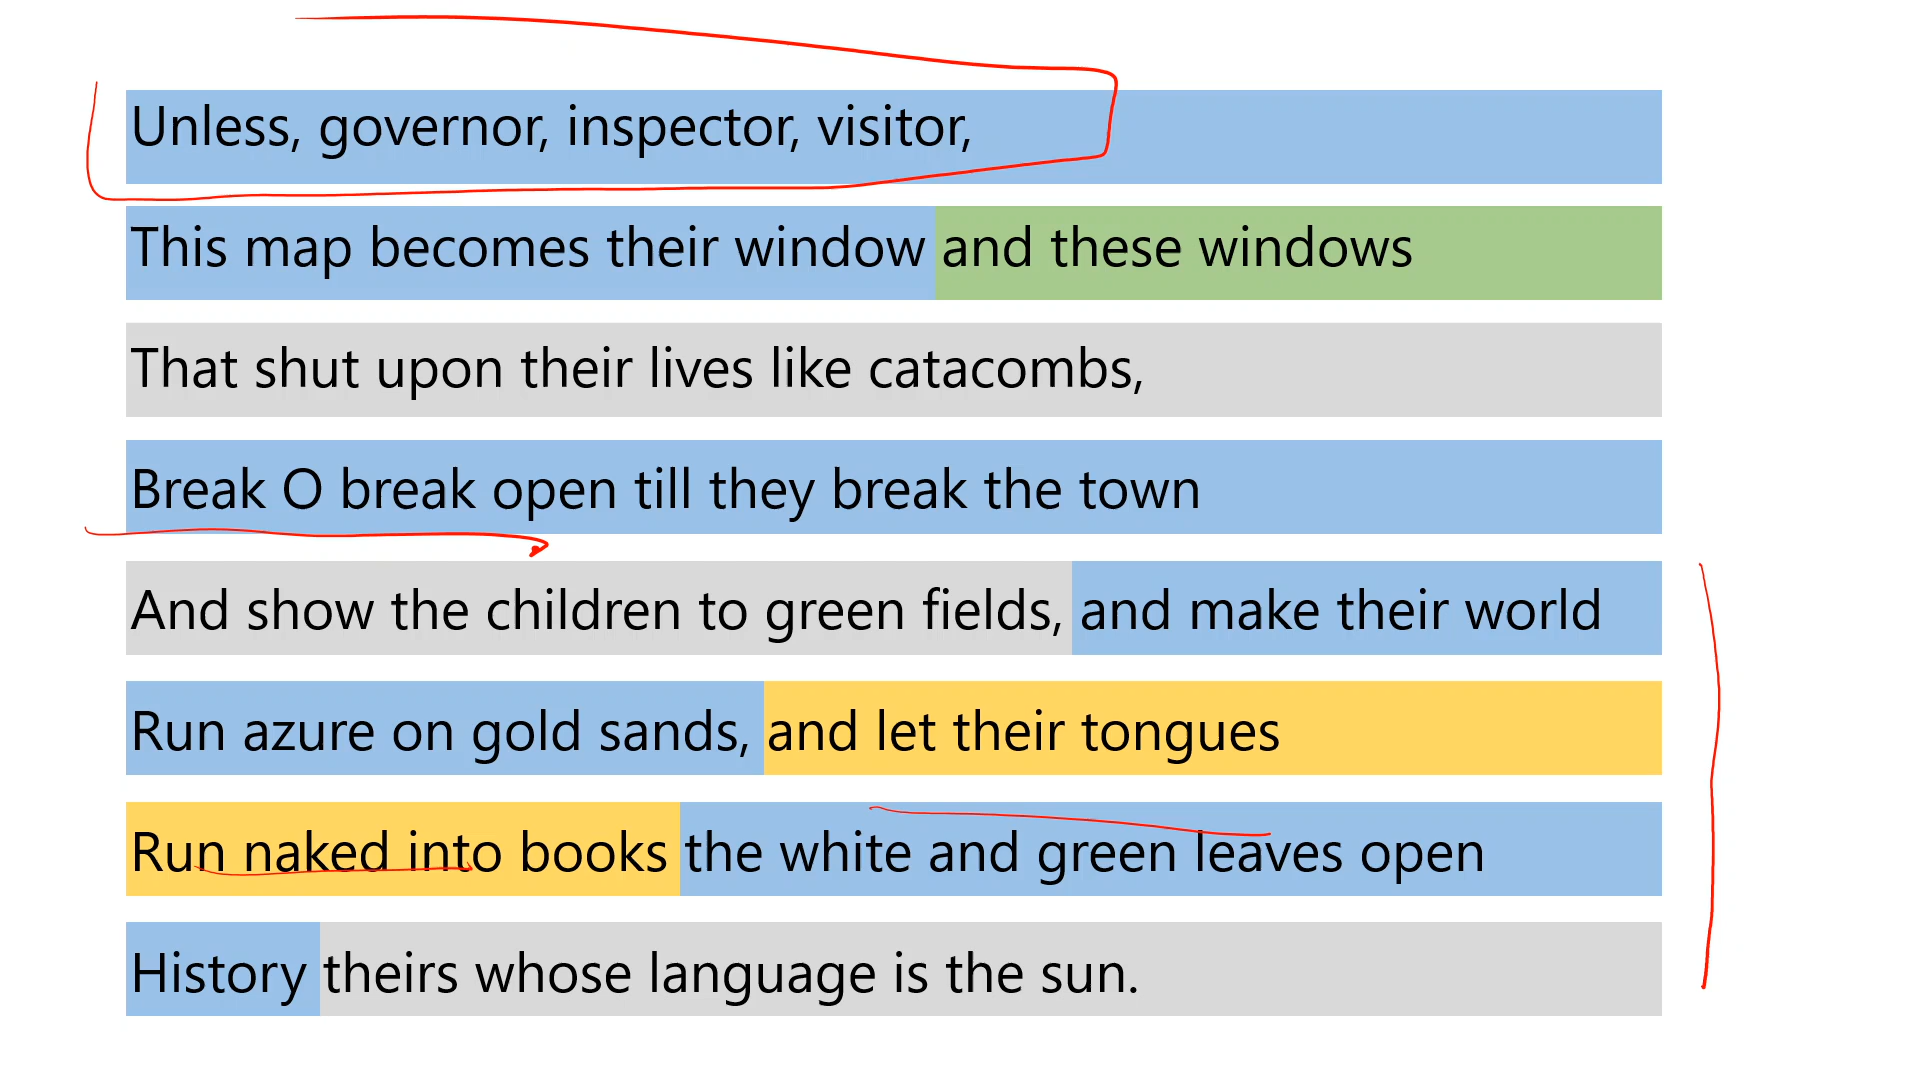 Unless, governor, inspector, visitor,
This map becomes their window and these windows
That shut upon their lives like catacombs,
Break O break open till they break the town
And show the children to green fields, and make their world
Run azure on gold sands, and let their tongues
Run naked into books the white and green leaves open
History theirs whose language is the sun.